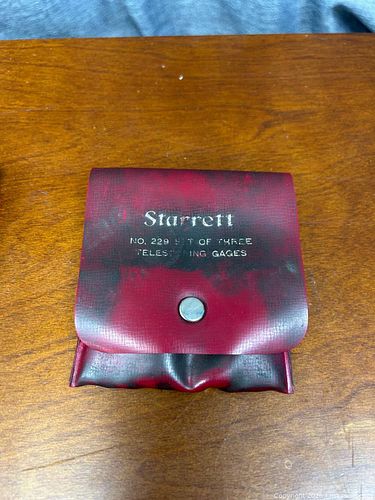 Starrett
NO. 229 SET OF THREE
TELESCOPING GAGES